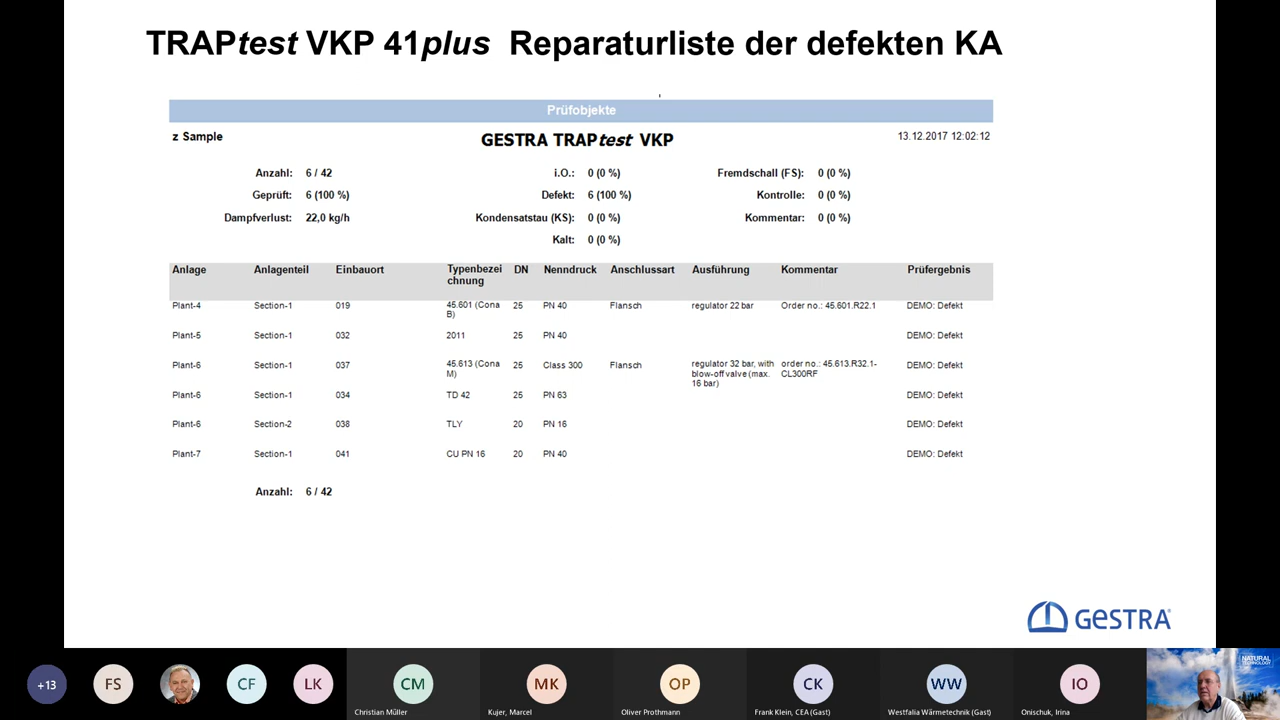 TRAPtest VKP 41plus Reparaturliste der defekten KA
Prüfobjekte
z Sample
GESTRA TRAPtest VKP
13.12.2017 12:02:12
Anzahl: 6 / 42
i.O.: 0 (0 %)
Fremdschall (FS): 0 (0 %)
Geprüft: 6 (100 %)
Defekt: 6 (100 %)
Kontrolle: 0 (0 %)
Dampfverlust: 22,0 kg/h
Kondensatstau (KS): 0 (0 %)
Kommentar: 0 (0 %)
Kalt: 0 (0 %)
Anlage Anlagenteil Einbauort Typenbezei DN Nenndruck Anschlussart Ausführung Kommentar Prüfergebnis
chnung
Plant-4 Section-1 019 45.601 (Cona 25 PN 40 Flansch regulator 22 bar Order no.: 45.601.R22.1 DEMO: Defekt
B)
Plant-5 Section-1 032 2011 25 PN 40 DEMO: Defekt
Plant-6 Section-1 037 45.613 (Cona 25 Class 300 Flansch regulator 32 bar, with order no.: 45.613.R32.1- DEMO: Defekt
M) blow-off valve (max. CL300RF
16 bar)
Plant-6 Section-1 034 TD 42 25 PN 63 DEMO: Defekt
Plant-6 Section-2 038 TLY 20 PN 16 DEMO: Defekt
Plant-7 Section-1 041 CU PN 16 20 PN 40 DEMO: Defekt
Anzahl: 6 / 42
GESTRA
+13
FS
CF
LK
CM
Christian Müller
MK
Kujer, Marcel
OP
Oliver Prothmann
CK
Frank Klein, CEA (Gast)
WW
Westfalia Wärmetechnik (Gast)
IO
Onischuk, Irina
NATURAL
TECHNOLOGY